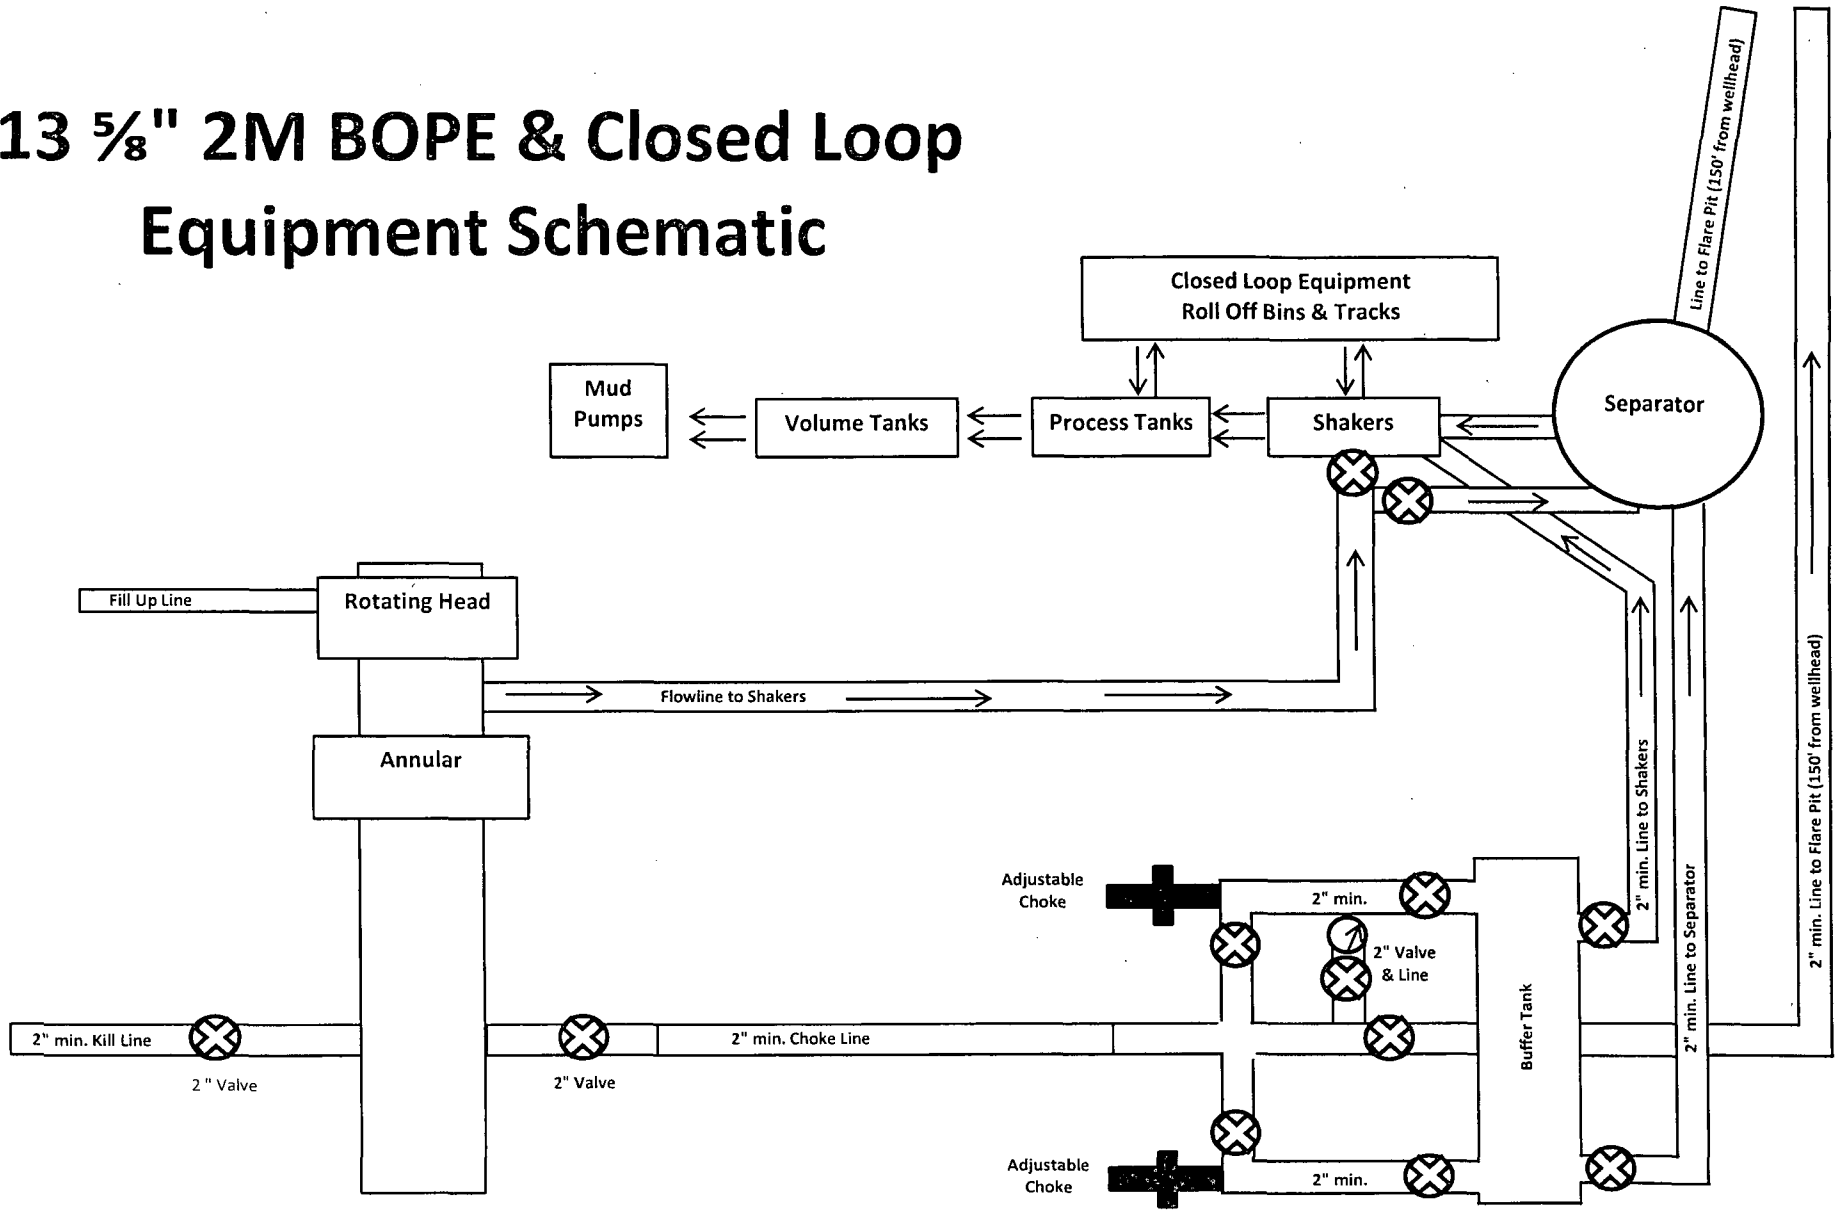 13 ⅝" 2M BOPE & Closed Loop
Equipment Schematic
Line to Flare Pit (150' from wellhead)
Closed Loop Equipment
Roll Off Bins & Tracks
Mud
Pumps
Volume Tanks
Process Tanks
Shakers
Separator
Fill Up Line
Rotating Head
Flowline to Shakers
Annular
2" min. Line to Shakers
2" min. Line to Separator
2" min. Line to Flare Pit (150' from wellhead)
Adjustable
Choke
2" min.
2" Valve
& Line
Buffer Tank
2" min. Kill Line
2 " Valve
2" Valve
2" min. Choke Line
Adjustable
Choke
2" min.